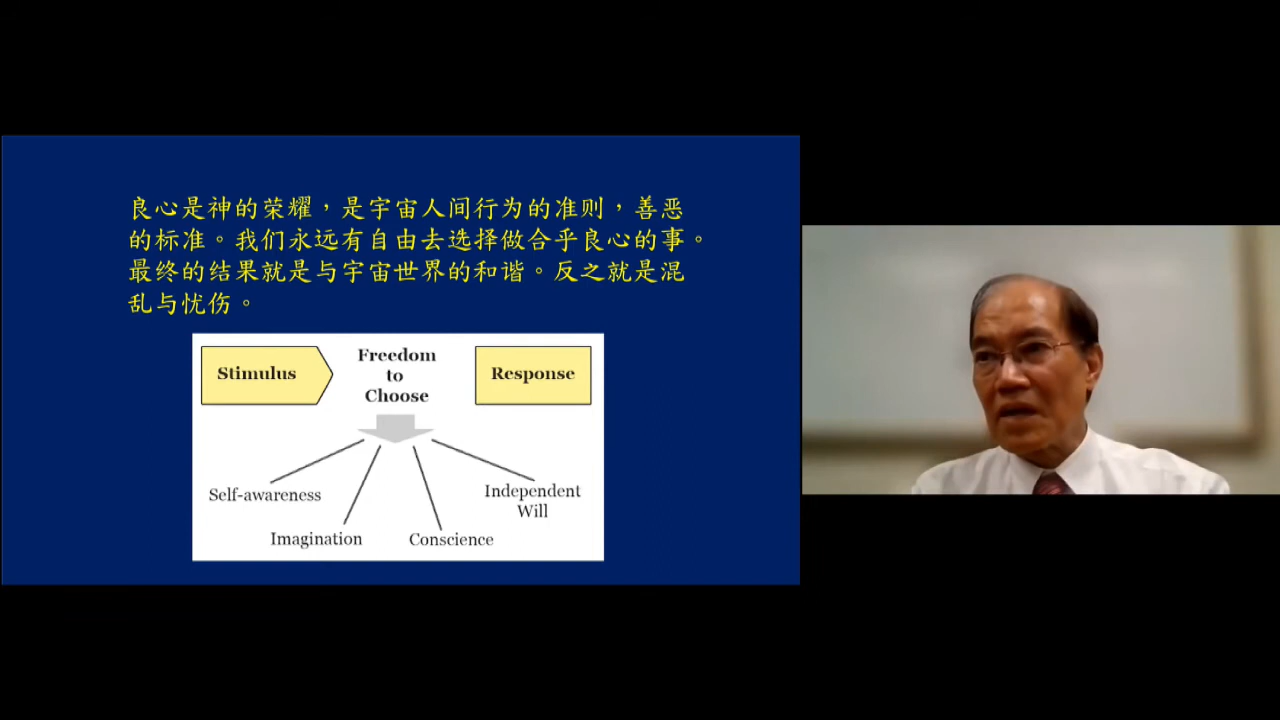 良心是神的荣耀，是宇宙人间行为的准则，善恶
的标准。我们永远有自由去选择做合乎良心的事。
最终的结果就是与宇宙世界的和谐。反之就是混
乱与忧伤。
Stimulus
Freedom
to
Choose
Response
Self-awareness
Imagination
Conscience
Independent
Will